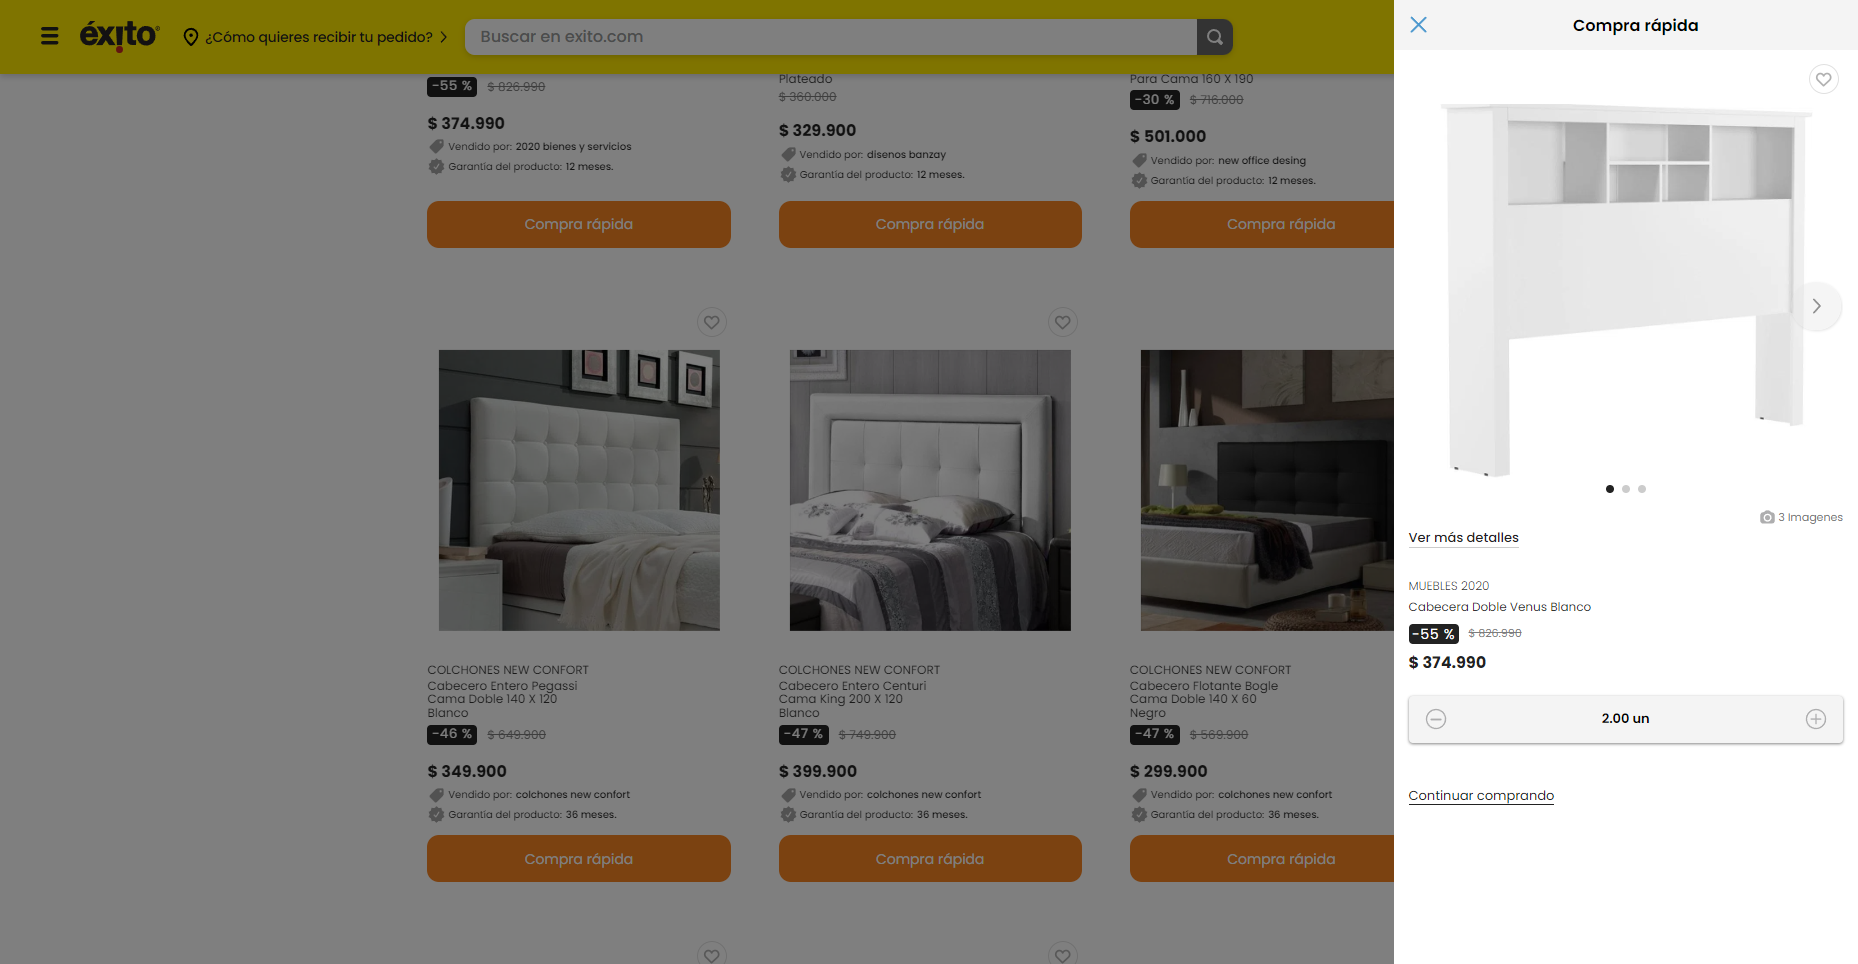 éxito
¿Cómo quieres recibir tu pedido?
Buscar en exito.com
-55 % $ 826.990
$ 374.990
Vendido por: 2020 bienes y servicios
Garantía del producto: 12 meses.
Compra rápida
Plateado
$ 360.000
$ 329.900
Vendido por: disenos banzay
Garantía del producto: 12 meses.
Compra rápida
Para Cama 160 X 190
-30 % $ 716.000
$ 501.000
Vendido por: new office desing
Garantía del producto: 12 meses.
Compra rápida
COLCHONES NEW CONFORT
Cabecero Entero Pegassi
Cama Doble 140 X 120
Blanco
-46 % $ 649.900
$ 349.900
Vendido por: colchones new confort
Garantía del producto: 36 meses.
Compra rápida
COLCHONES NEW CONFORT
Cabecero Entero Centuri
Cama King 200 X 120
Blanco
-47 % $ 749.900
$ 399.900
Vendido por: colchones new confort
Garantía del producto: 36 meses.
Compra rápida
COLCHONES NEW CONFORT
Cabecero Flotante Bogle
Cama Doble 140 X 60
Negro
-47 % $ 569.900
$ 299.900
Vendido por: colchones new confort
Garantía del producto: 36 meses.
Compra rápida
Compra rápida
3 Imagenes
Ver más detalles
MUEBLES 2020
Cabecera Doble Venus Blanco
-55 % $ 826.990
$ 374.990
2.00 un
Continuar comprando